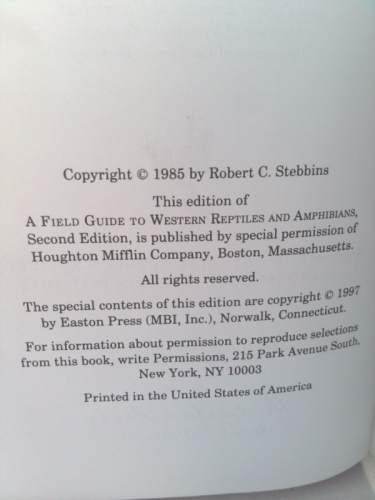 Copyright © 1985 by Robert C. Stebbins
This edition of
A FIELD GUIDE TO WESTERN REPTILES AND AMPHIBIANS,
Second Edition, is published by special permission of
Houghton Mifflin Company, Boston, Massachusetts.
All rights reserved.
The special contents of this edition are copyright © 1997
by Easton Press (MBI, Inc.), Norwalk, Connecticut.
For information about permission to reproduce selections
from this book, write Permissions, 215 Park Avenue South,
New York, NY 10003
Printed in the United States of America